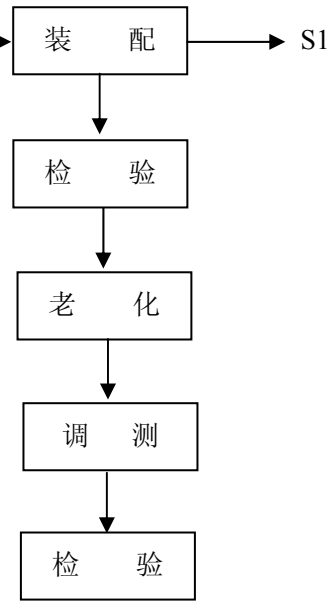 装 配
S1
检 验
老 化
调 测
检 验